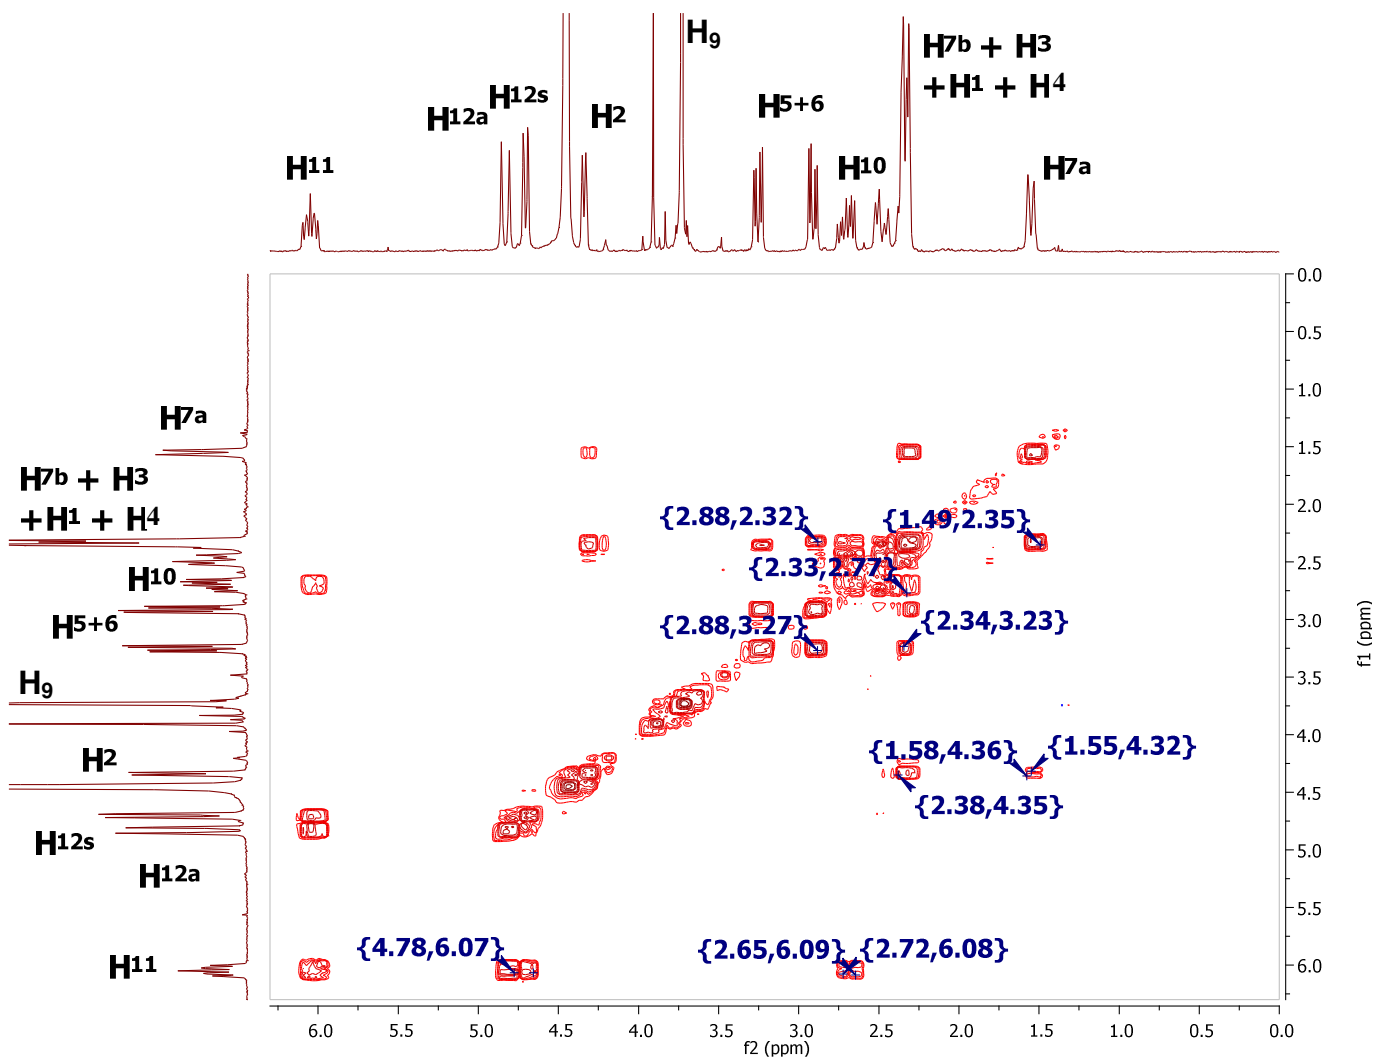 H9
H7b + H3
+H1 + H4
H12s
H12a
H2
H5+6
H11
H10
H7a
0.0
0.5
1.0
1.5
2.0
2.5
3.0
3.5
4.0
4.5
5.0
5.5
6.0
f1 (ppm)
H7a
H7b + H3
+H1 + H4
H10
H5+6
H9
H2
H12s
H12a
H11
{2.88,2.32}
{1.49,2.35}
{2.33,2.77}
{2.88,3.27}
{2.34,3.23}
{1.58,4.36}
{1.55,4.32}
{2.38,4.35}
{4.78,6.07}
{2.65,6.09}
{2.72,6.08}
6.0 5.5 5.0 4.5 4.0 3.5 3.0 2.5 2.0 1.5 1.0 0.5 0.0
f2 (ppm)